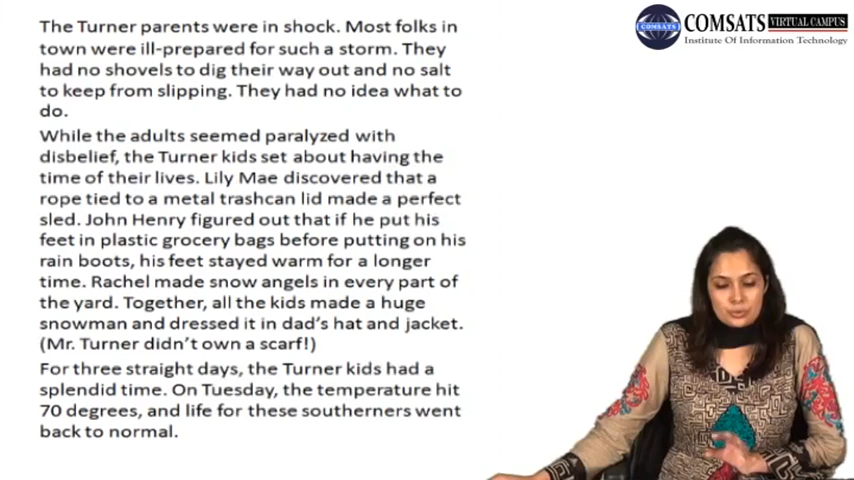 The Turner parents were in shock. Most folks in
town were ill-prepared for such a storm. They
had no shovels to dig their way out and no salt
to keep from slipping. They had no idea what to
do.
While the adults seemed paralyzed with
disbelief, the Turner kids set about having the
time of their lives. Lily Mae discovered that a
rope tied to a metal trashcan lid made a perfect
sled. John Henry figured out that if he put his
feet in plastic grocery bags before putting on his
rain boots, his feet stayed warm for a longer
time. Rachel made snow angels in every part of
the yard. Together, all the kids made a huge
snowman and dressed it in dad's hat and jacket.
(Mr. Turner didn't own a scarf!)
For three straight days, the Turner kids had a
splendid time. On Tuesday, the temperature hit
70 degrees, and life for these southerners went
back to normal.
COMSATS VIRTUAL CAMPUS
Institute Of Information Technology